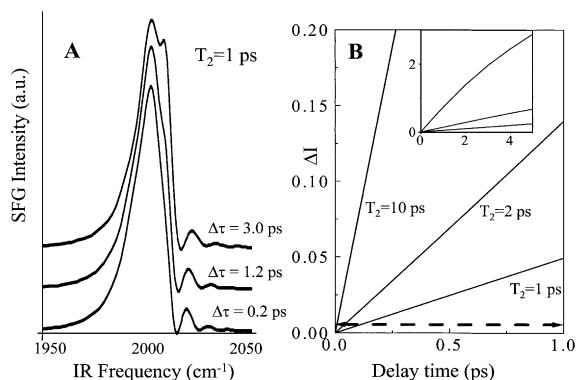 A
T2=1 ps
SFG Intensity (a.u.)
Δτ = 3.0 ps
Δτ = 1.2 ps
Δτ = 0.2 ps
1950
2000
2050
IR Frequency (cm-1)
B
ΔI
0.20
0.15
0.10
0.05
0.00
2
0
0
2
4
T2=10 ps
T2=2 ps
T2=1 ps
0.0
0.5
1.0
Delay time (ps)